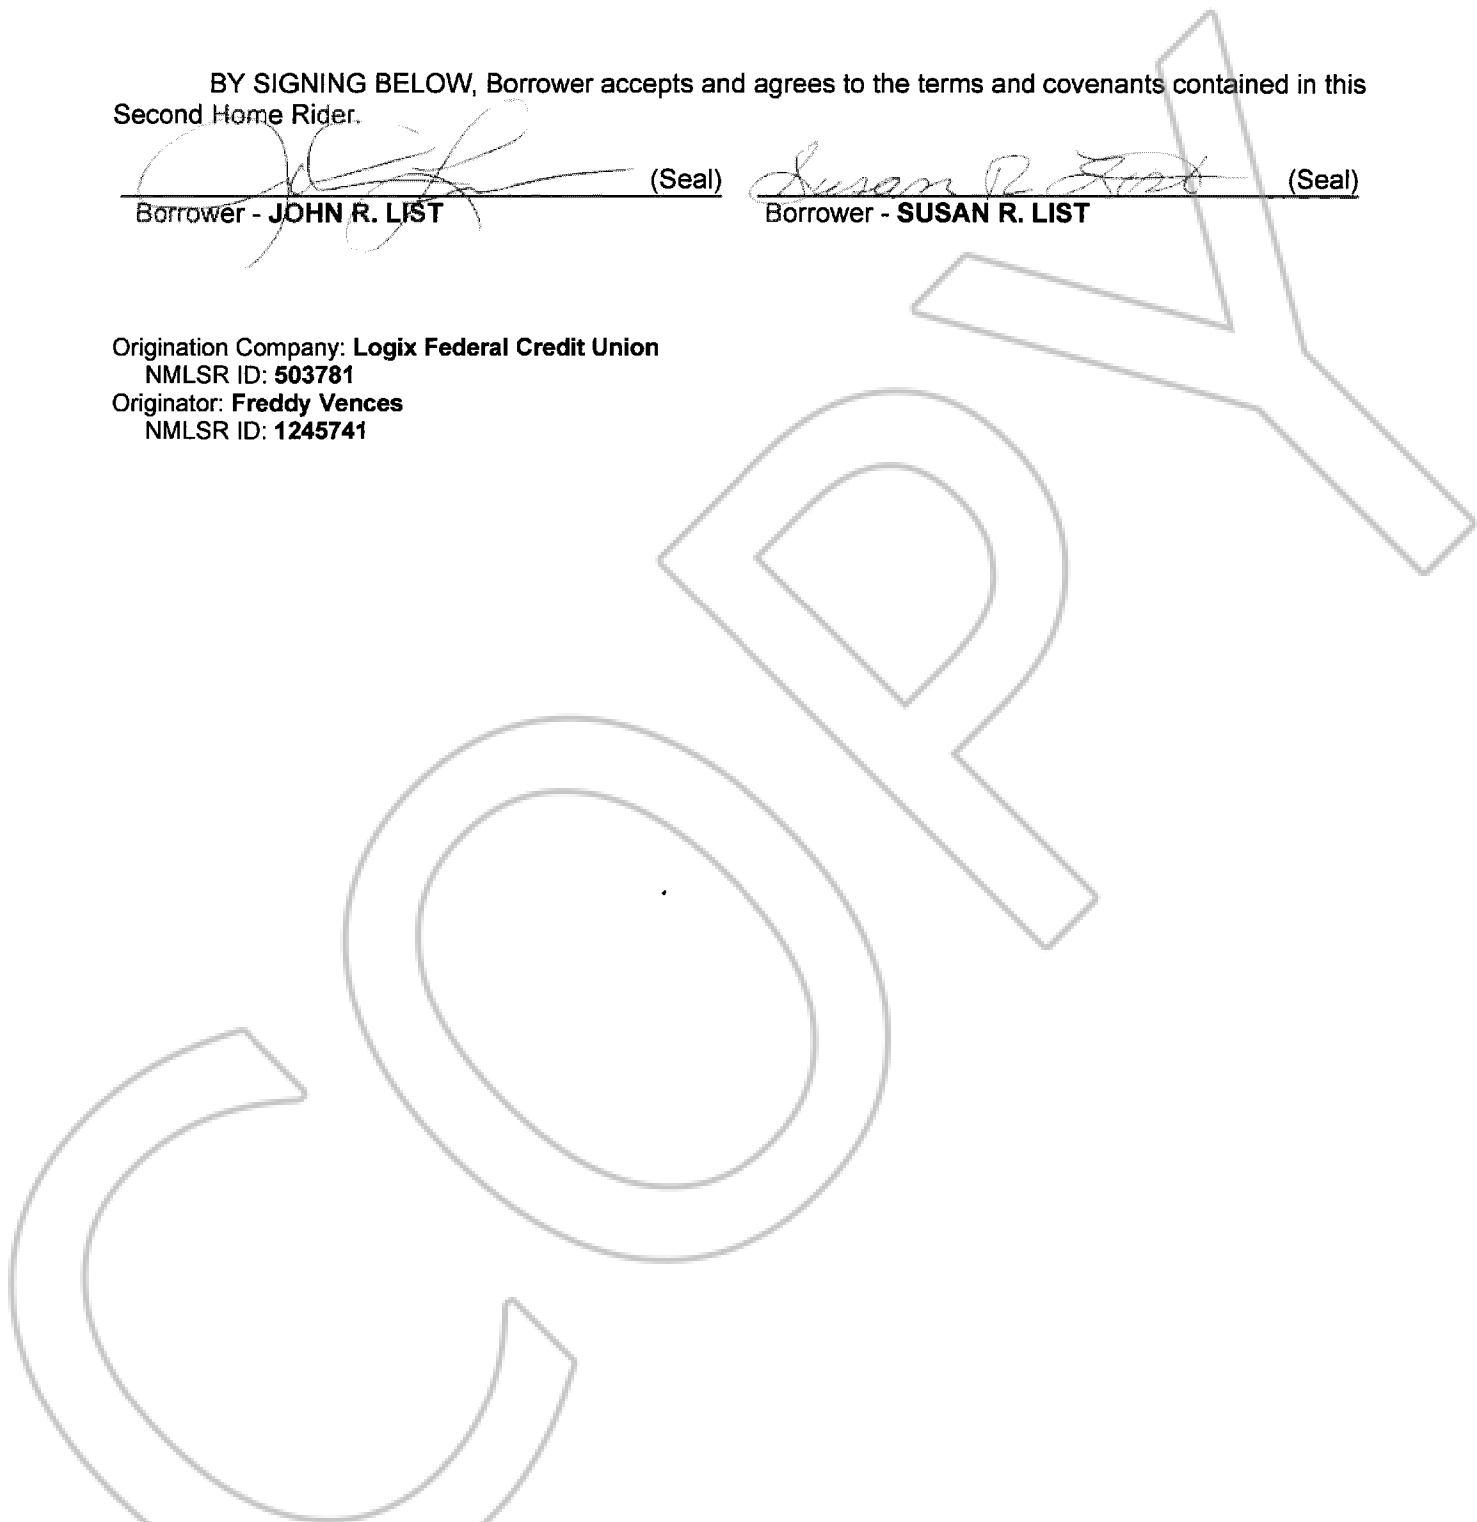 BY SIGNING BELOW, Borrower accepts and agrees to the terms and covenants contained in this
Second Home Rider.
(Seal) Susan R List (Seal)
Borrower - JOHN R. LIST Borrower - SUSAN R. LIST
Origination Company: Logix Federal Credit Union
NMLSR ID: 503781
Originator: Freddy Vences
NMLSR ID: 1245741
COPY